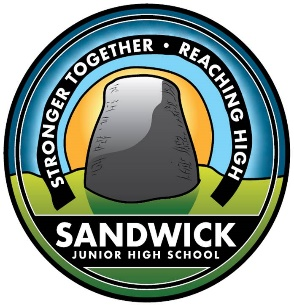 STRONGER TOGETHER • REACHING HIGH
SANDWICK
JUNIOR HIGH SCHOOL